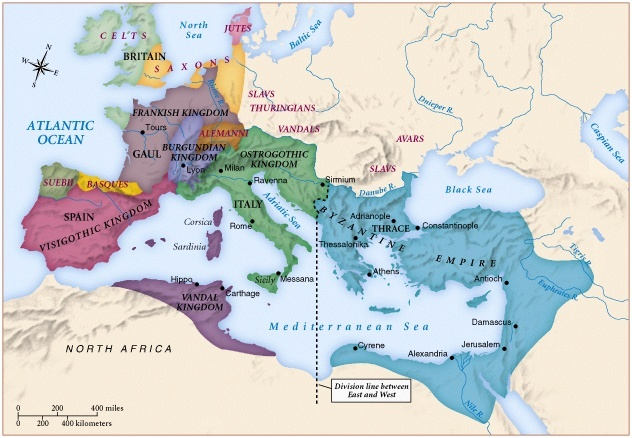 North
Sea
JUTES
Baltic Sea
CELTS
BRITAIN
SAXONS
N
W E
S
SLAVS
THURINGIANS
VANDALS
Dnieper R.
AVARS
SLAVS
Caspian Sea
ATLANTIC
OCEAN
FRANKISH KINGDOM
Tours
GAUL
ALEMANNI
BURGUNDIAN
KINGDOM
Lyon
OSTROGOTHIC
KINGDOM
Milan
Ravenna
Sirmium
Danube R.
Black Sea
SUEBI
BASQUES
SPAIN
VISIGOTHIC KINGDOM
Corsica
Sardinia
ITALY
Rome
Adriatic Sea
Adrianople
THRACE
Constantinople
Thessalonika
BYZANTINE
EMPIRE
Athens
Antioch
Tigris R.
Euphrates R.
Sicily
Messana
Hippo
Carthage
VANDAL
KINGDOM
Mediterranean Sea
Damascus
Jerusalem
Cyrene
Alexandria
Nile R.
NORTH AFRICA
Division line between
East and West
0 200 400 miles
0 200 400 kilometers